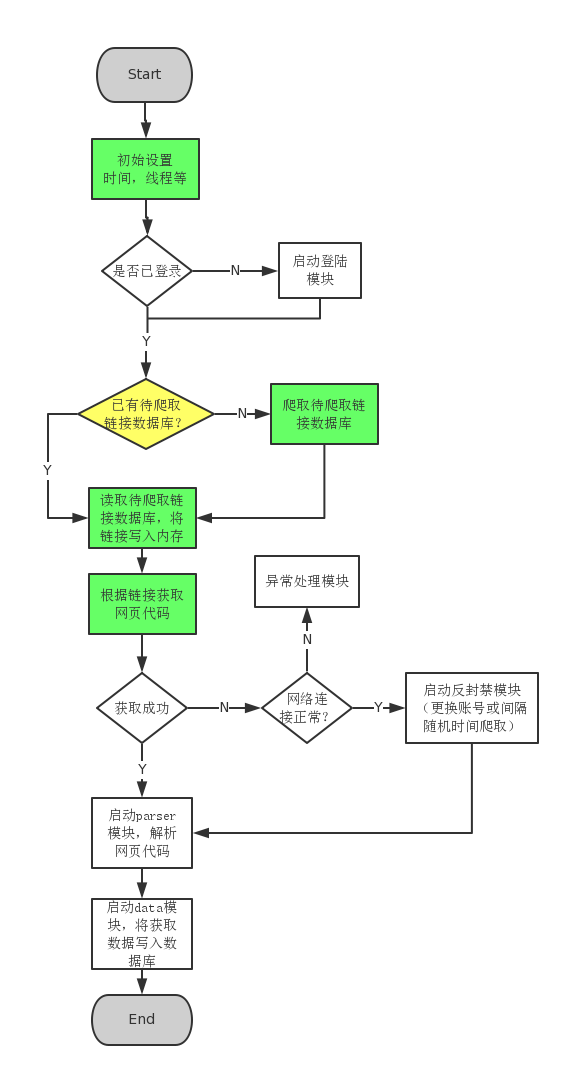 Start
初始设置
时间，线程等
是否已登录
N
启动登陆
模块
Y
已有待爬取
链接数据库？
N
爬取待爬取链
接数据库
Y
读取待爬取链
接数据库，将
链接写入内存
根据链接获取
网页代码
异常处理模块
N
获取成功
N
网络连
接正常？
Y
启动反封禁模块
（更换账号或间隔
随机时间爬取）
Y
启动parser
模块，解析
网页代码
启动data模
块，将获取
数据写入数
据库
End